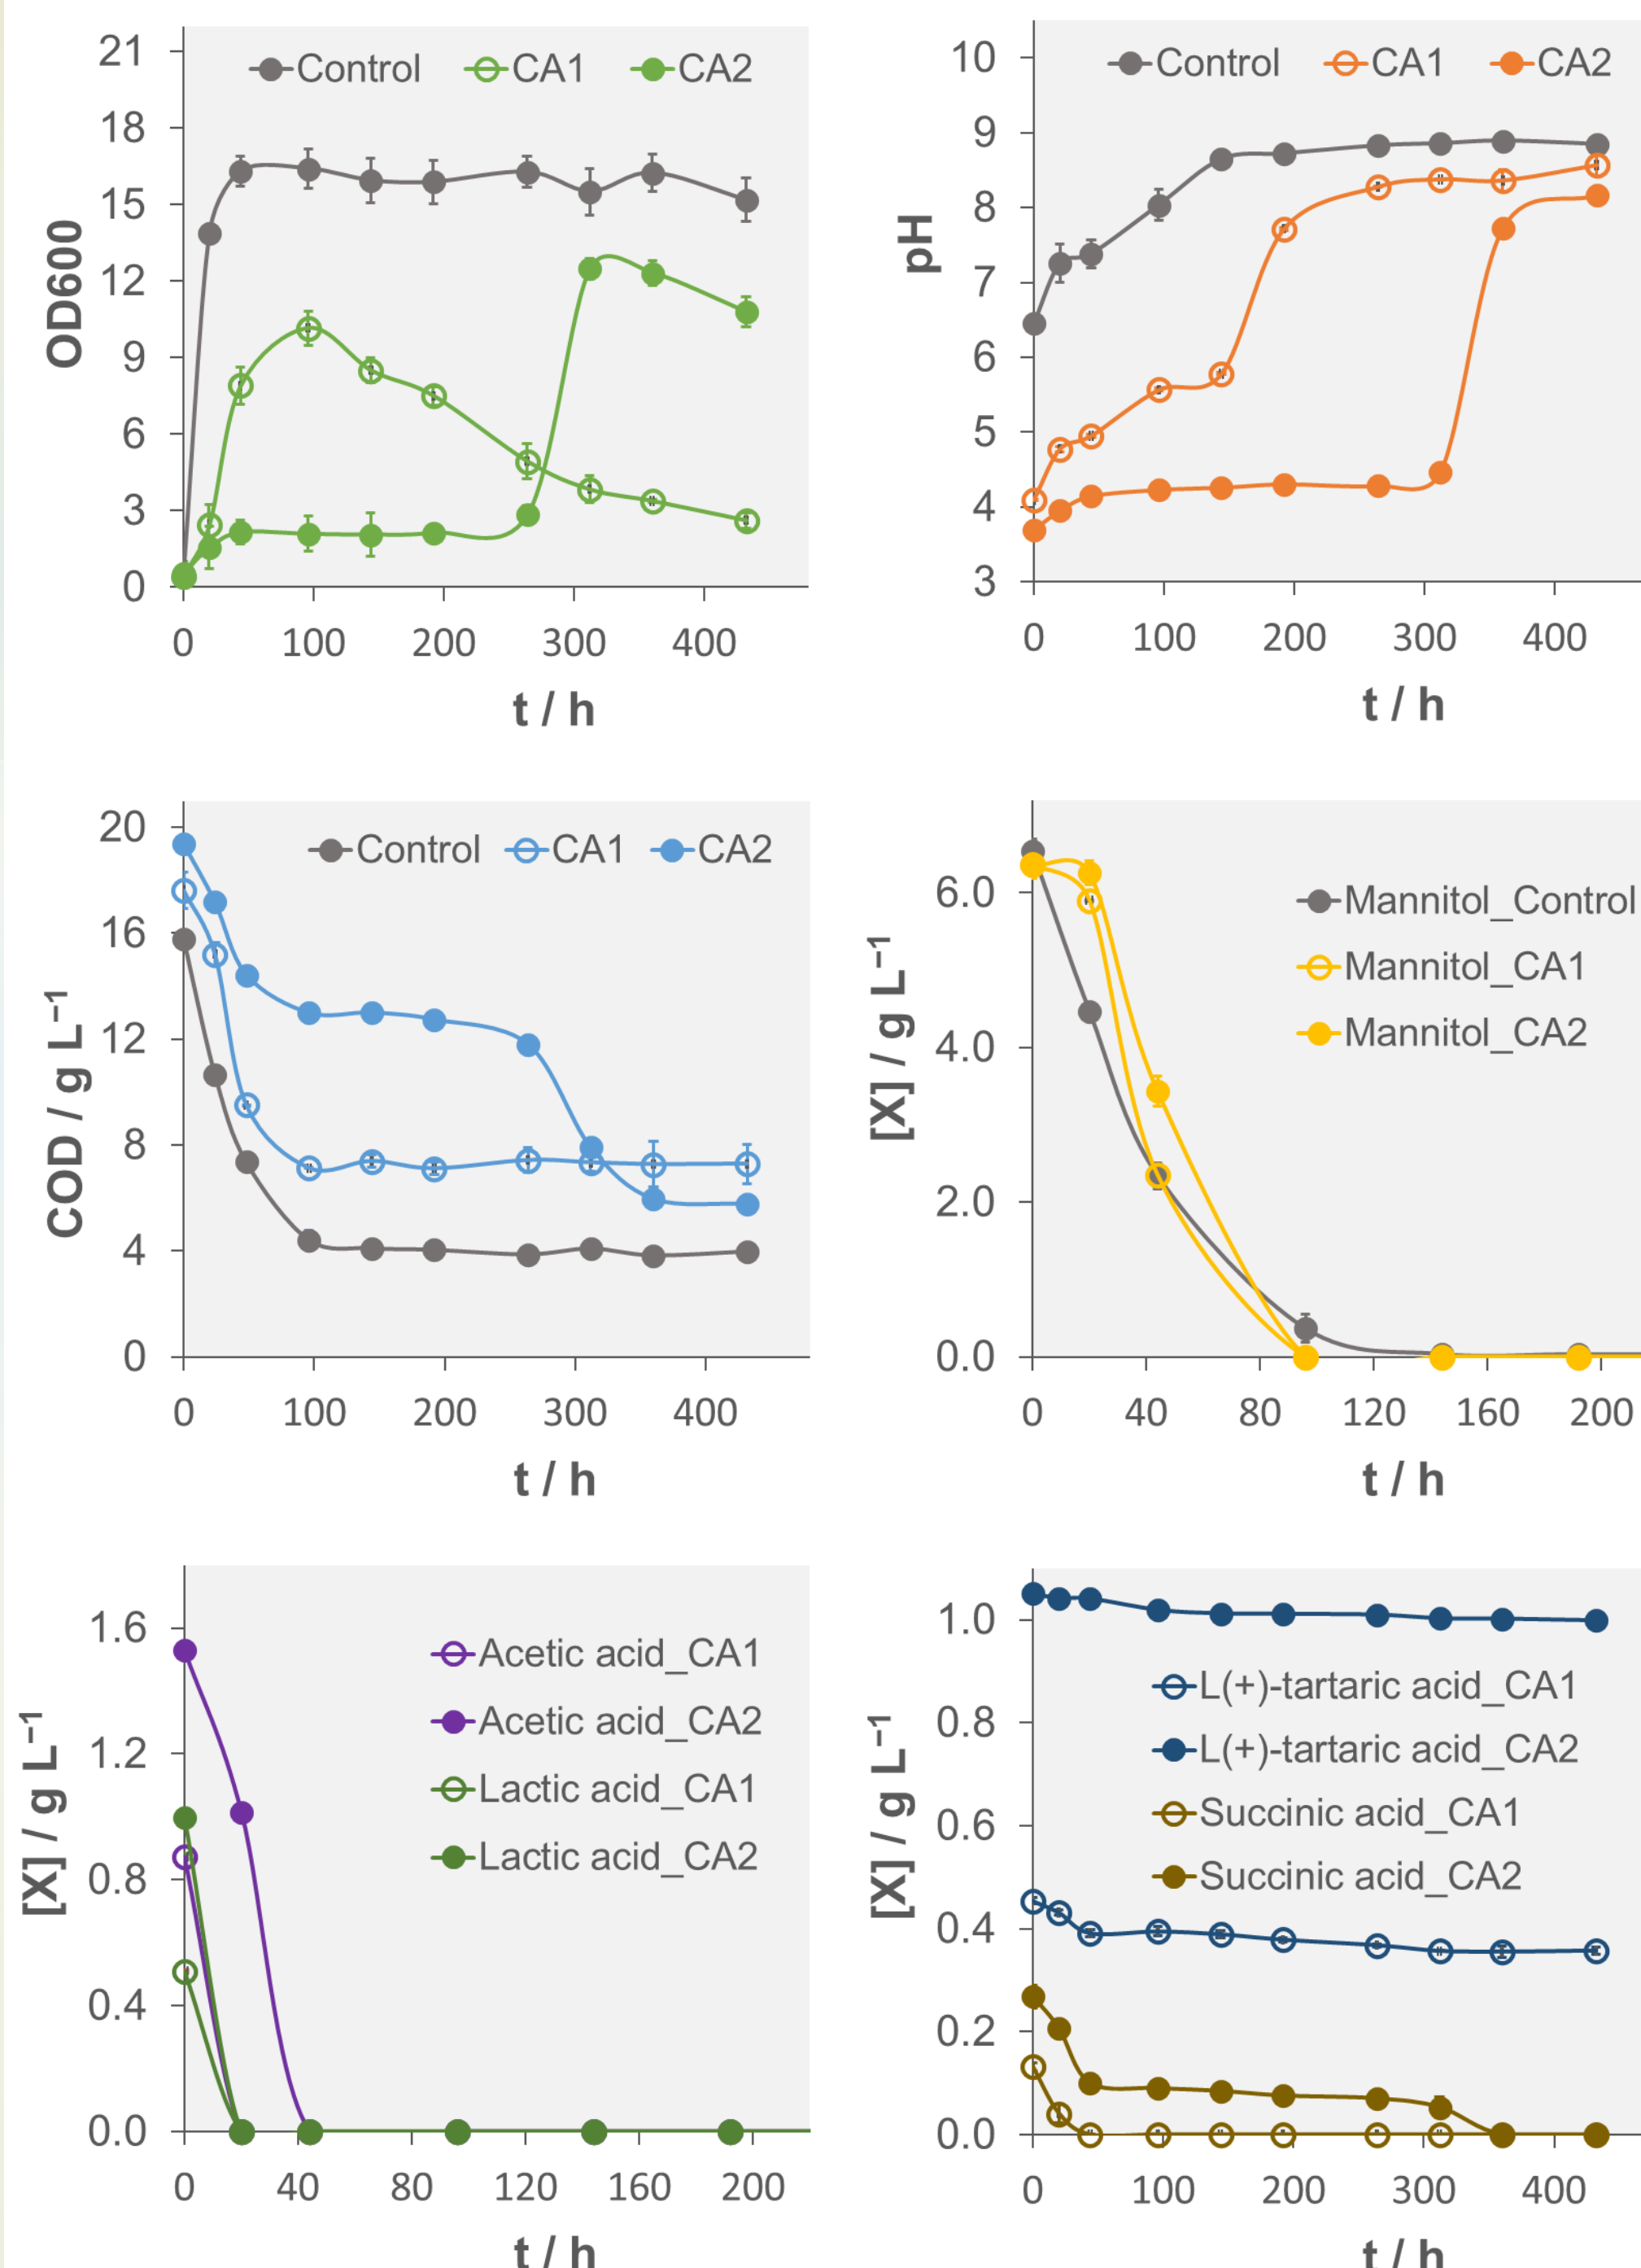 Control CA1 CA2
OD600
21
18
15
12
9
6
3
0
0 100 200 300 400
t / h
Control CA1 CA2
pH
10
9
8
7
6
5
4
3
0 100 200 300 400
t / h
Control CA1 CA2
COD / g L⁻¹
20
16
12
8
4
0
0 100 200 300 400
t / h
Mannitol_Control
Mannitol_CA1
Mannitol_CA2
[X] / g L⁻¹
6.0
4.0
2.0
0.0
0 40 80 120 160 200
t / h
Acetic acid_CA1
Acetic acid_CA2
Lactic acid_CA1
Lactic acid_CA2
[X] / g L⁻¹
1.6
1.2
0.8
0.4
0.0
0 40 80 120 160 200
t / h
L(+)-tartaric acid_CA1
L(+)-tartaric acid_CA2
Succinic acid_CA1
Succinic acid_CA2
[X] / g L⁻¹
1.0
0.8
0.6
0.4
0.2
0.0
0 100 200 300 400
t / h